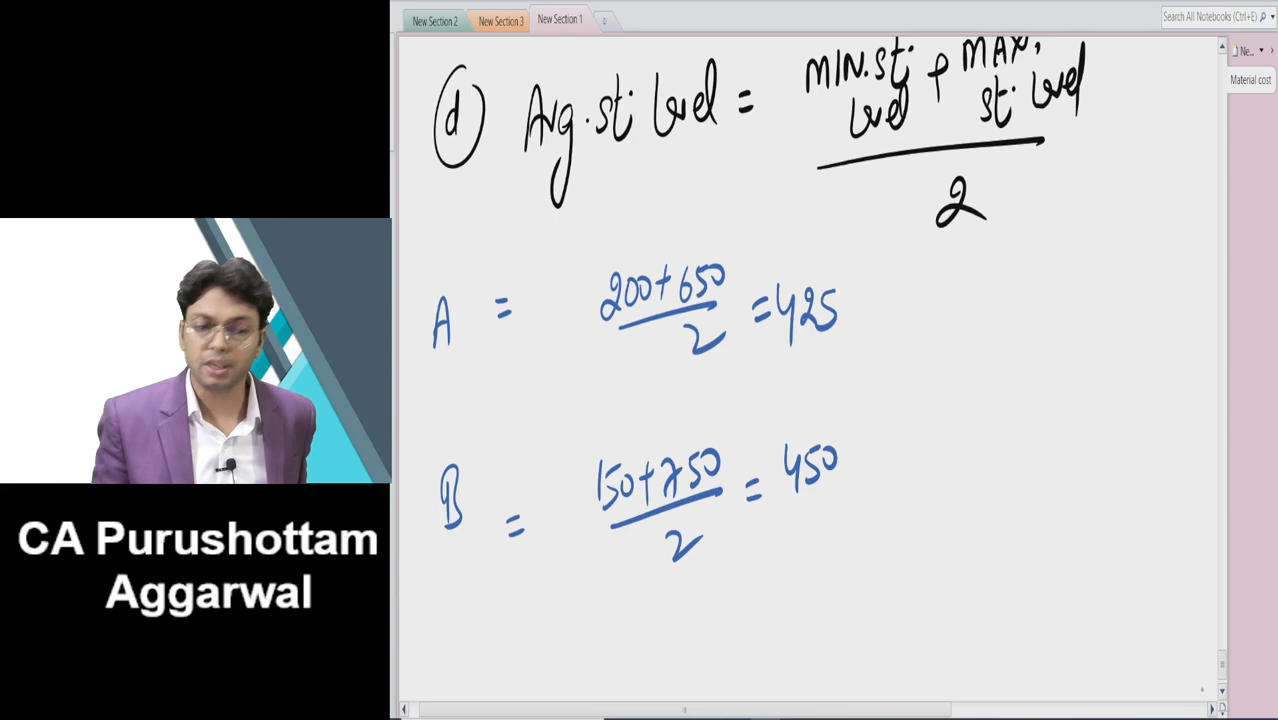 New Section 2
New Section 3
New Section 1
Search All Notebooks (Ctrl+E)
Ne...
Material cost
(d) Avg. st. level = MIN. st. level + MAX. st. level
2
A = 200+650 = 425
2
B = 150+750 = 450
2
CA Purushottam
Aggarwal